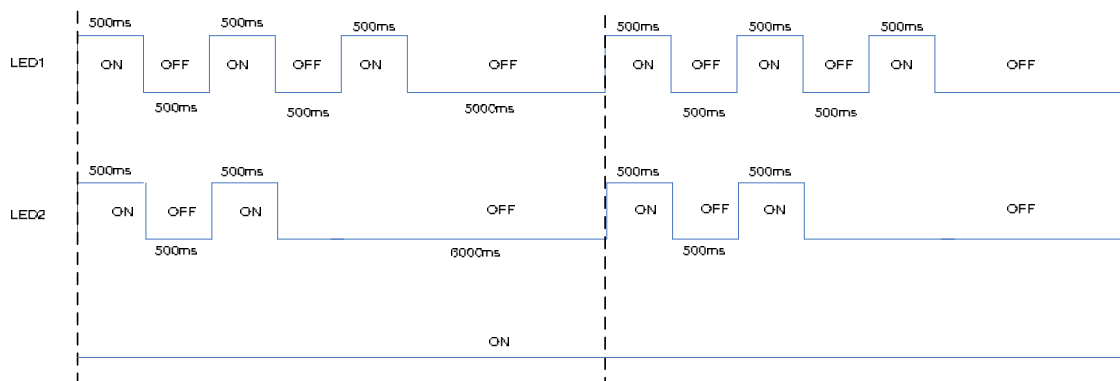 500ms 500ms 500ms 500ms 500ms 500ms
LED1 ON OFF ON OFF ON OFF ON OFF ON OFF ON OFF
500ms 500ms 5000ms 500ms 500ms
500ms 500ms 500ms 500ms
LED2 ON OFF ON OFF ON OFF ON OFF
500ms 6000ms 500ms
ON